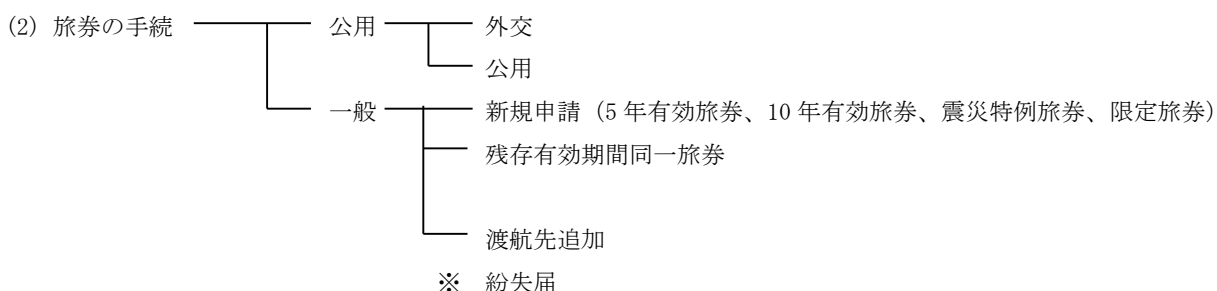 (2) 旅券の手続 公用 外交
公用
一般 新規申請（5 年有効旅券、10 年有効旅券、震災特例旅券、限定旅券）
残存有効期間同一旅券
渡航先追加
※ 紛失届